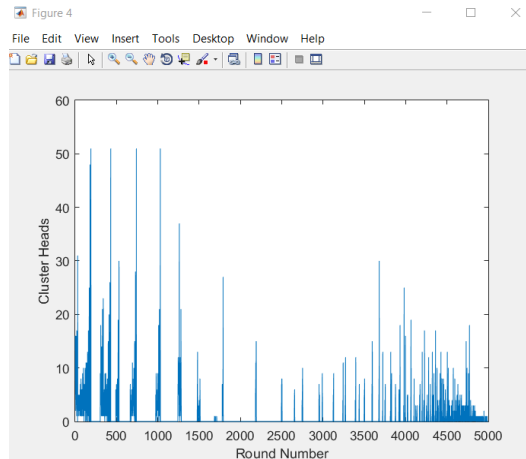 Figure 4
File Edit View Insert Tools Desktop Window Help
60
50
40
30
20
10
0
Cluster Heads
0 500 1000 1500 2000 2500 3000 3500 4000 4500 5000
Round Number